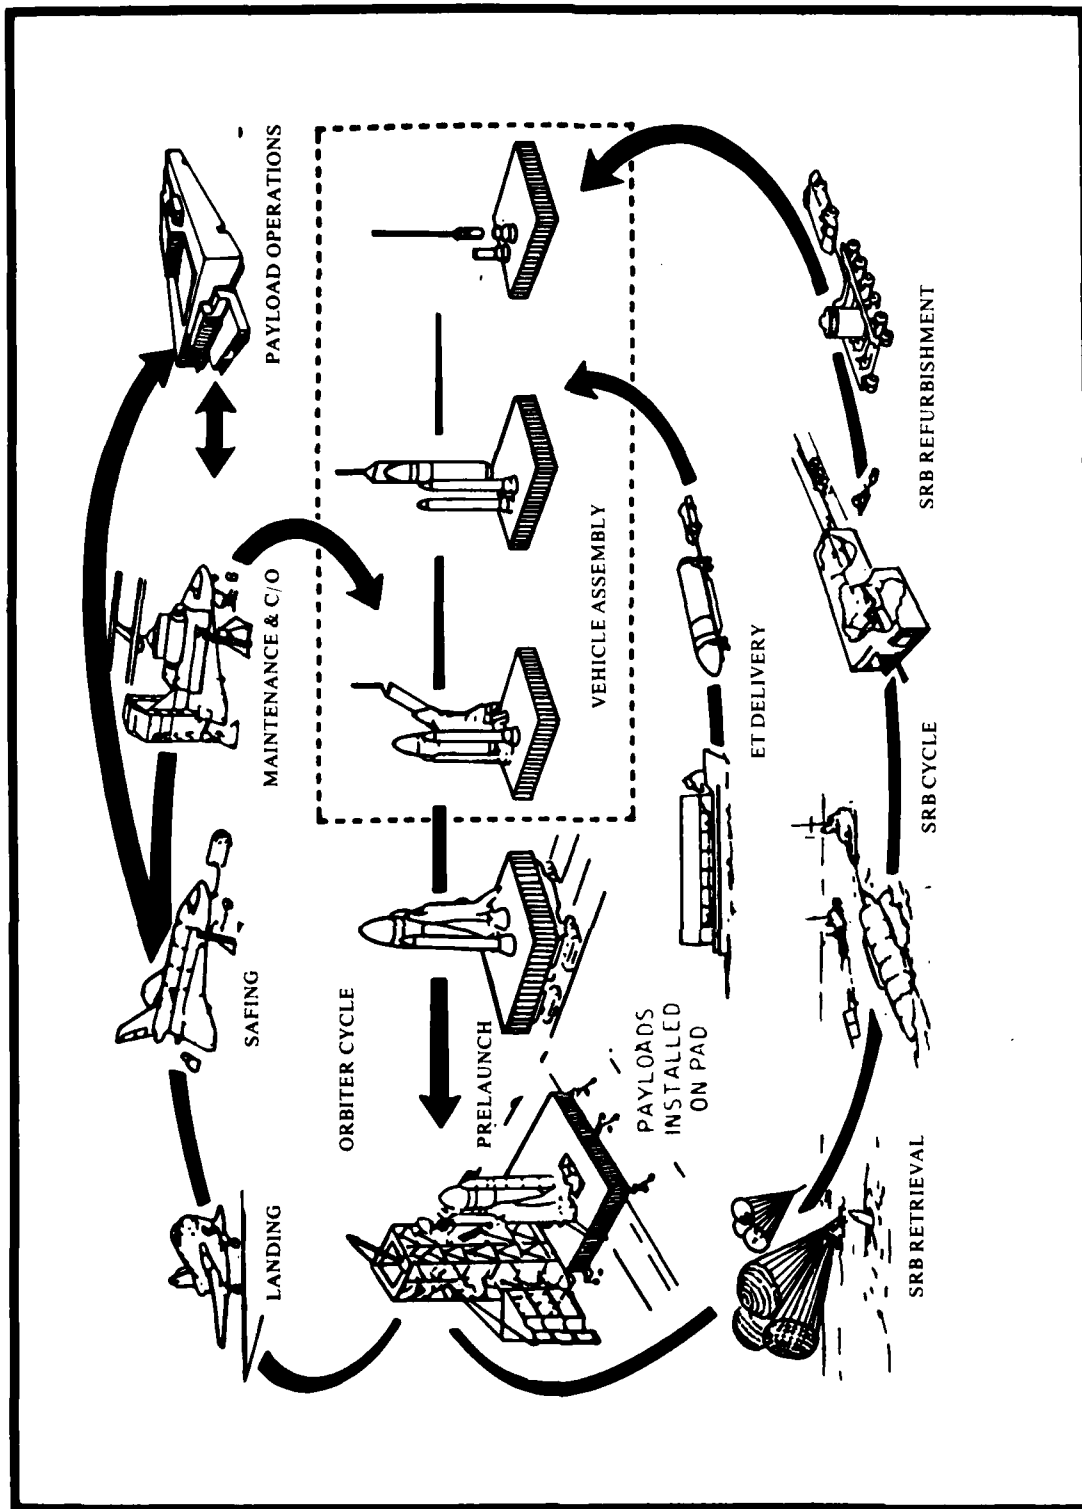 LANDING
SAFING
MAINTENANCE & C/O
PAYLOAD OPERATIONS
ORBITER CYCLE
PRELAUNCH
VEHICLE ASSEMBLY
PAYLOADS
INSTALLED
ON PAD
ET DELIVERY
SRB RETRIEVAL
SRB CYCLE
SRB REFURBISHMENT